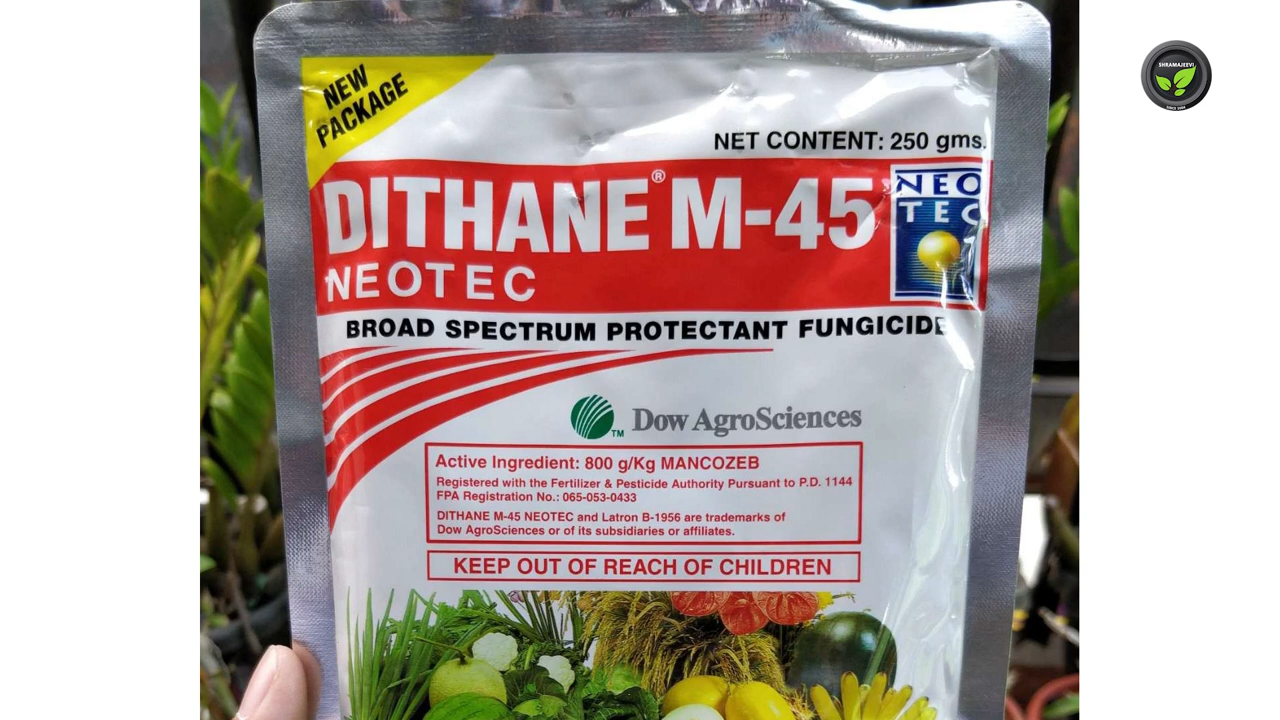 SHRAMAJEEVI
SINCE 2004
NEW
PACKAGE
NET CONTENT: 250 gms.
DITHANE® M-45
NEO
TEC
NEOTEC
BROAD SPECTRUM PROTECTANT FUNGICIDE
™ Dow AgroSciences
Active Ingredient: 800 g/Kg MANCOZEB
Registered with the Fertilizer & Pesticide Authority Pursuant to P.D. 1144
FPA Registration No.: 065-053-0433
DITHANE M-45 NEOTEC and Latron B-1956 are trademarks of
Dow AgroSciences or of its subsidiaries or affiliates.
KEEP OUT OF REACH OF CHILDREN